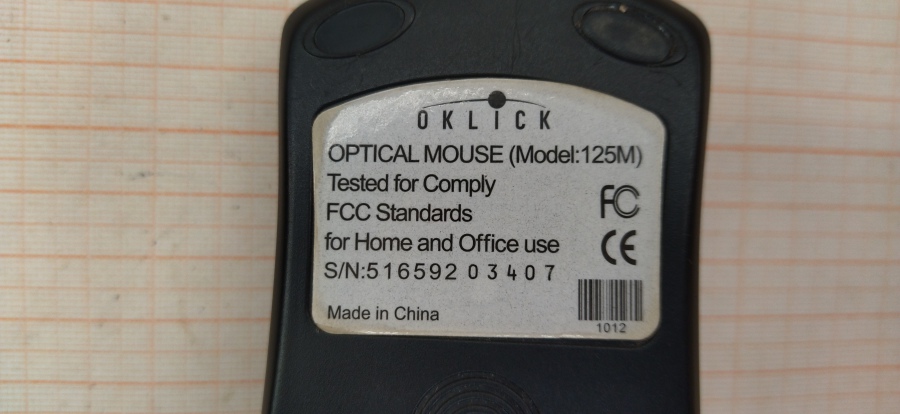 OKLICK
OPTICAL MOUSE (Model:125M)
Tested for Comply
FCC Standards
FC
for Home and Office use
CE
S/N:516592 03407
Made in China
1012